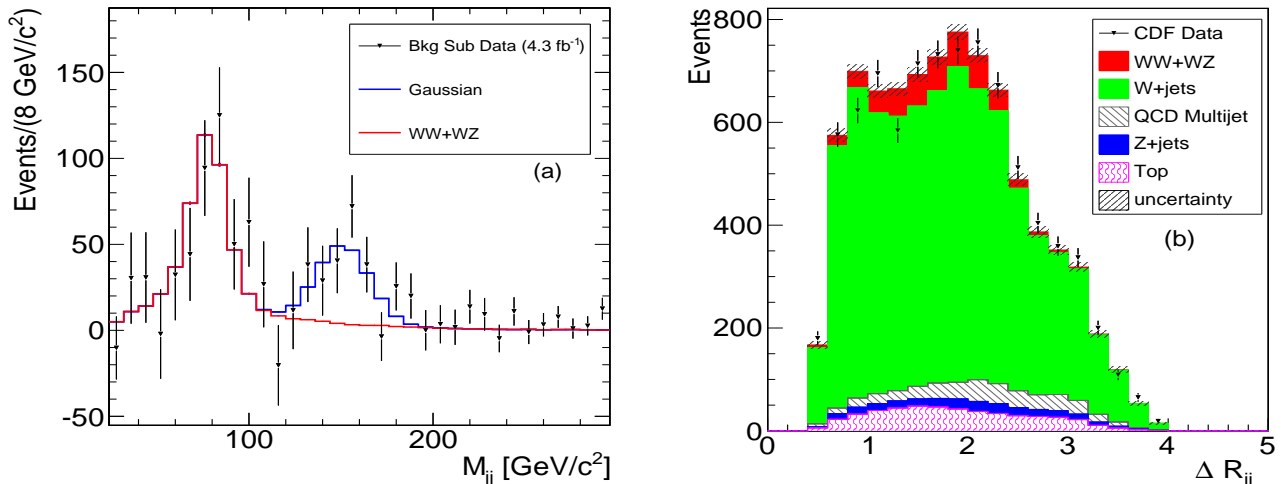 Events/(8 GeV/c²)
150
100
50
0
-50
Bkg Sub Data (4.3 fb⁻¹)
Gaussian
WW+WZ
(a)
100
200
M_jj [GeV/c²]
Events
800
600
400
200
0
CDF Data
WW+WZ
W+jets
QCD Multijet
Z+jets
Top
uncertainty
(b)
0
1
2
3
4
5
Δ R_jj